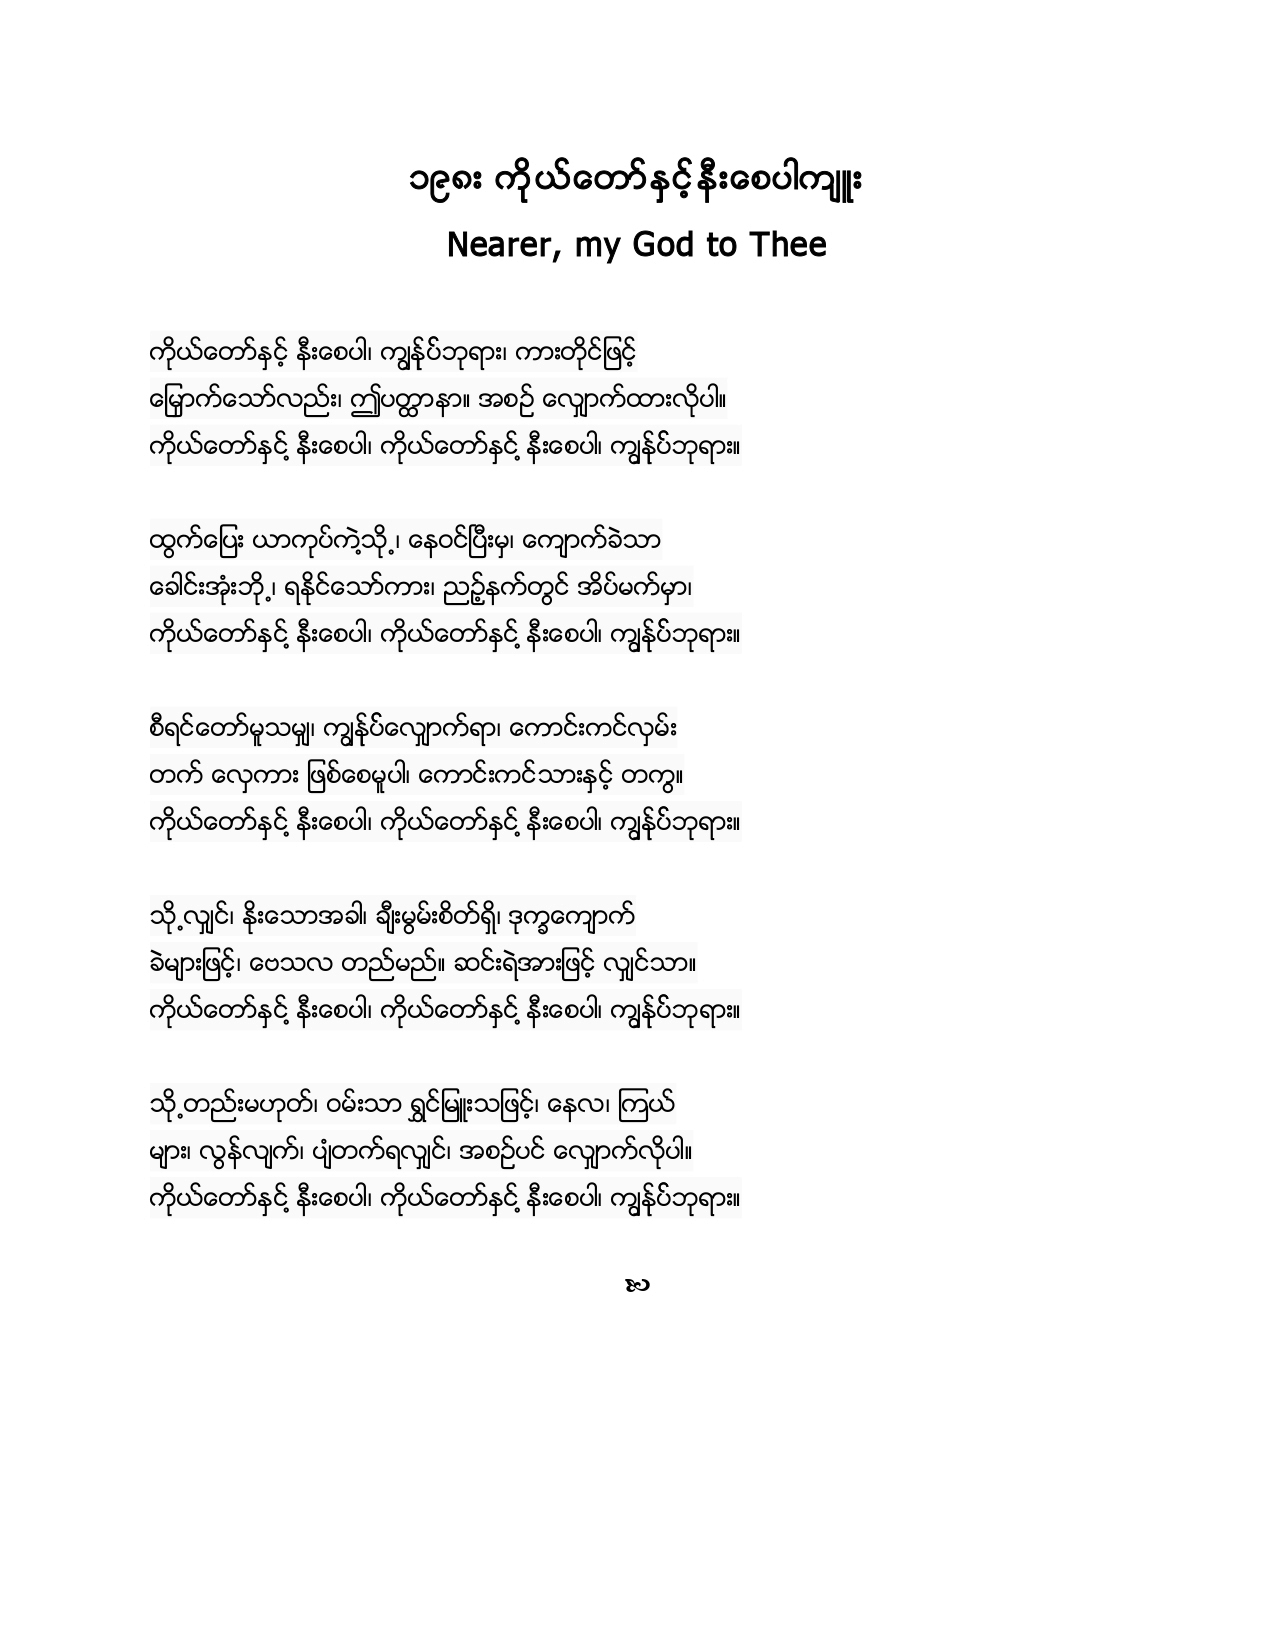 ၁၉၈း ကိုယ်တော်နှင့်နီးစေပါကျူး
Nearer, my God to Thee
ကိုယ်တော်နှင့် နီးစေပါ၊ ကျွန်ုပ်ဘုရား၊ ကားတိုင်ဖြင့်
မြှောက်သော်လည်း၊ ဤပတ္ထာနာ။ အစဉ် လျှောက်ထားလိုပါ။
ကိုယ်တော်နှင့် နီးစေပါ၊ ကိုယ်တော်နှင့် နီးစေပါ၊ ကျွန်ုပ်ဘုရား။
ထွက်ပြေး ယာကုပ်ကဲ့သို့၊ နေဝင်ပြီးမှ၊ ကျောက်ခဲသာ
ခေါင်းအုံးဘို့၊ ရနိုင်သော်ကား၊ ညဉ့်နက်တွင် အိပ်မက်မှာ၊
ကိုယ်တော်နှင့် နီးစေပါ၊ ကိုယ်တော်နှင့် နီးစေပါ၊ ကျွန်ုပ်ဘုရား။
စီရင်တော်မူသမျှ၊ ကျွန်ုပ်လျှောက်ရာ၊ ကောင်းကင်လှမ်း
တက် လှေကား ဖြစ်စေမူပါ၊ ကောင်းကင်သားနှင့် တကွ။
ကိုယ်တော်နှင့် နီးစေပါ၊ ကိုယ်တော်နှင့် နီးစေပါ၊ ကျွန်ုပ်ဘုရား။
သို့လျှင်၊ နိုးသောအခါ၊ ချီးမွမ်းစိတ်ရှိ၊ ဒုက္ခကျောက်
ခဲများဖြင့်၊ ဗေသလ တည်မည်။ ဆင်းရဲအားဖြင့် လျှင်သာ။
ကိုယ်တော်နှင့် နီးစေပါ၊ ကိုယ်တော်နှင့် နီးစေပါ၊ ကျွန်ုပ်ဘုရား။
သို့တည်းမဟုတ်၊ ဝမ်းသာ ရွှင်မြူးသဖြင့်၊ နေလ၊ ကြယ်
များ၊ လွန်လျက်၊ ပျံတက်ရလျှင်၊ အစဉ်ပင် လျှောက်လိုပါ။
ကိုယ်တော်နှင့် နီးစေပါ၊ ကိုယ်တော်နှင့် နီးစေပါ၊ ကျွန်ုပ်ဘုရား။